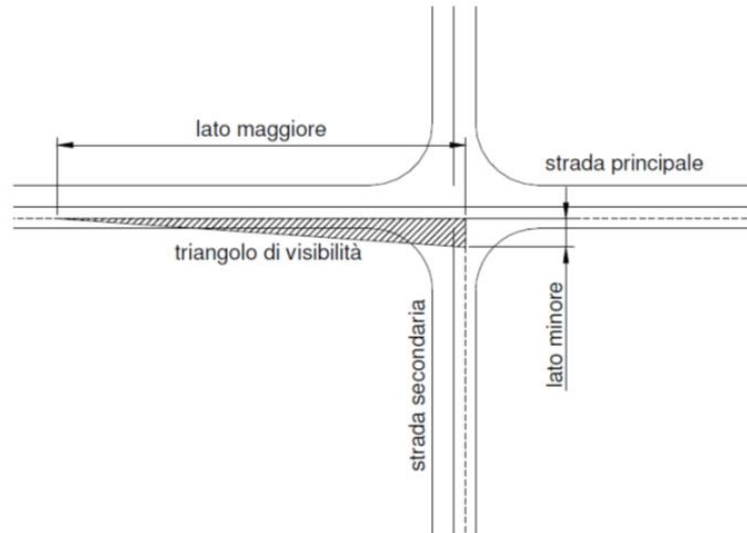 lato maggiore
strada principale
triangolo di visibilità
strada secondaria
lato minore